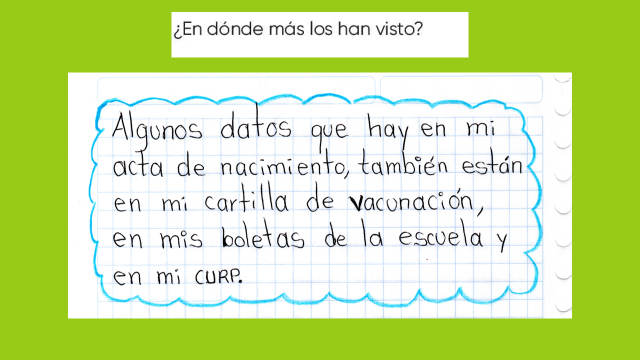 ¿En dónde más los han visto?
Algunos datos que hay en mi
acta de nacimiento, también están
en mi cartilla de vacunación,
en mis boletas de la escuela y
en mi CURP.